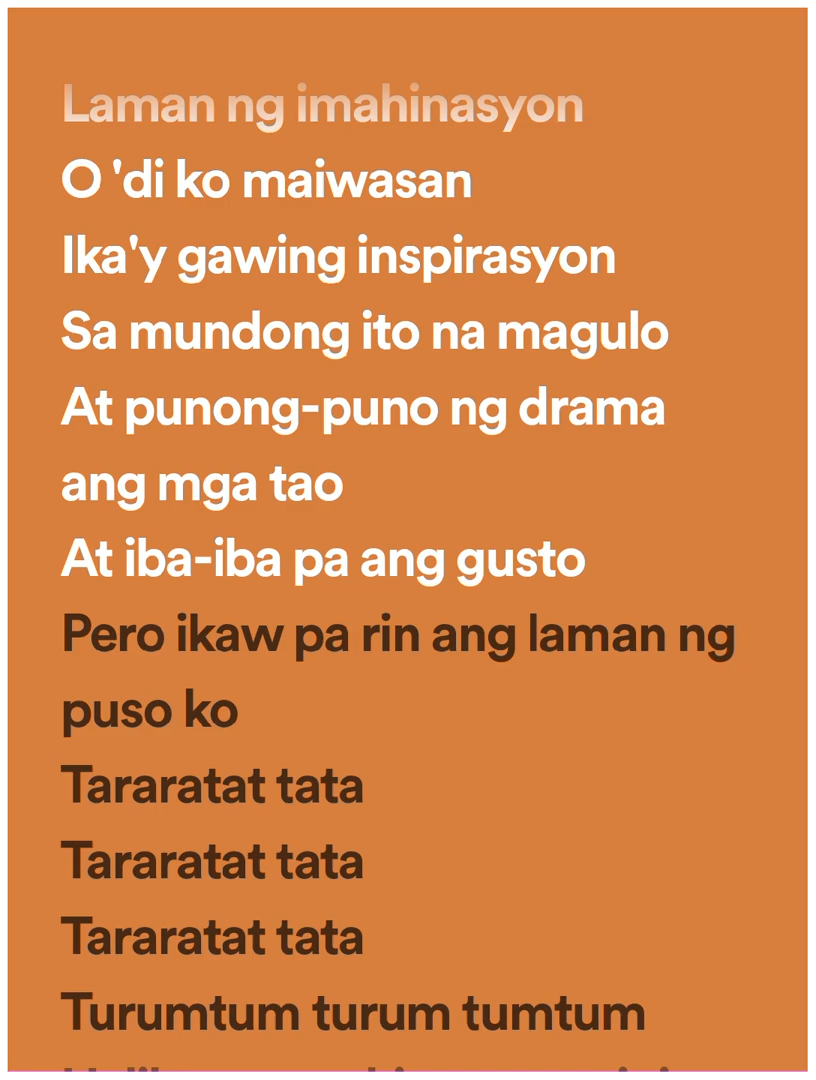 Laman ng imahinasyon
O 'di ko maiwasan
Ika'y gawing inspirasyon
Sa mundong ito na magulo
At punong-puno ng drama
ang mga tao
At iba-iba pa ang gusto
Pero ikaw pa rin ang laman ng
puso ko
Tararatat tata
Tararatat tata
Tararatat tata
Turumtum turum tumtum